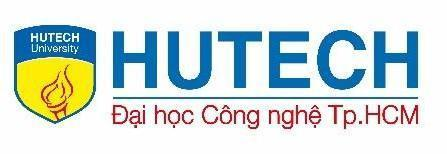 HUTECH
University
HUTECH
Đại học Công nghệ Tp.HCM